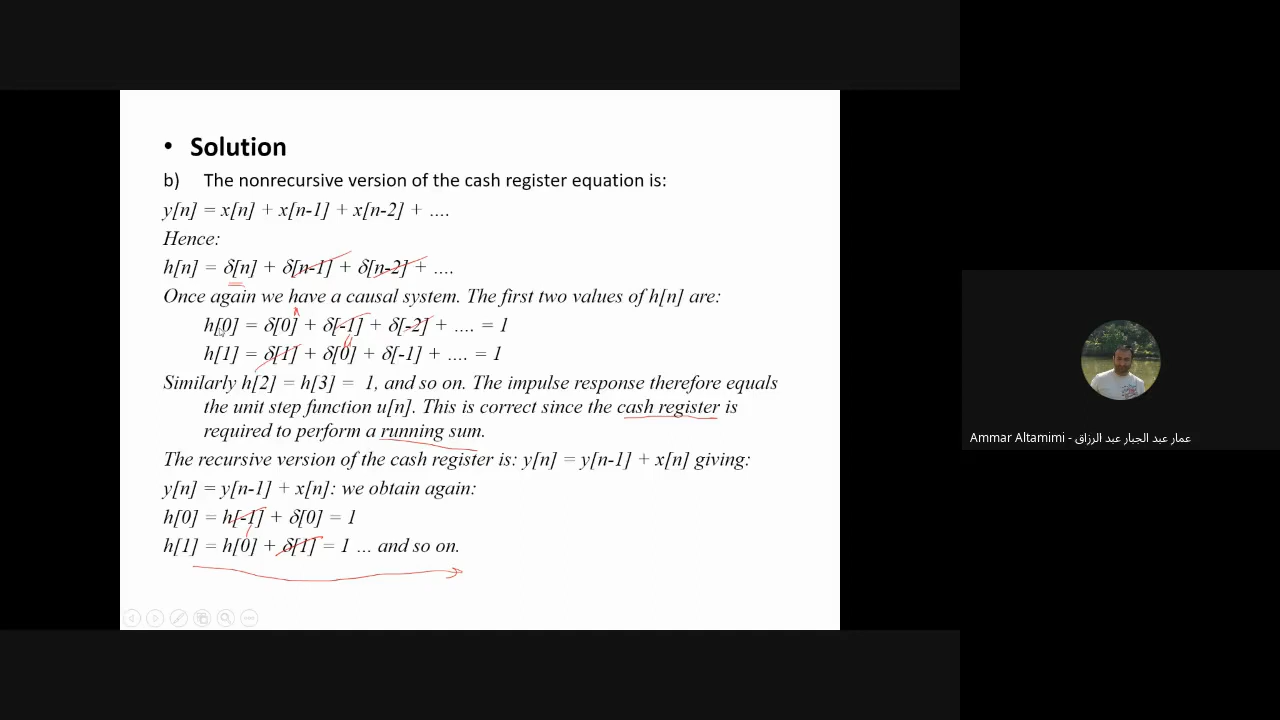 • Solution
b) The nonrecursive version of the cash register equation is:
y[n] = x[n] + x[n-1] + x[n-2] + ....
Hence:
h[n] = δ[n] + δ[n-1] + δ[n-2] + ....
Once again we have a causal system. The first two values of h[n] are:
h[0] = δ[0] + δ[-1] + δ[-2] + .... = 1
h[1] = δ[1] + δ[0] + δ[-1] + .... = 1
Similarly h[2] = h[3] = 1, and so on. The impulse response therefore equals
the unit step function u[n]. This is correct since the cash register is
required to perform a running sum.
The recursive version of the cash register is: y[n] = y[n-1] + x[n] giving:
y[n] = y[n-1] + x[n]: we obtain again:
h[0] = h[-1] + δ[0] = 1
h[1] = h[0] + δ[1] = 1 ... and so on.
Ammar Altamimi - عمار عبد الجبار عبد الرزاق